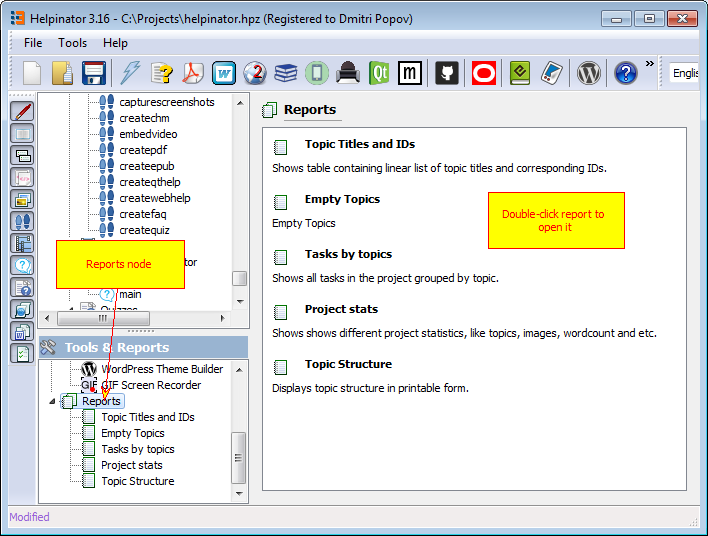 Helpinator 3.16 - C:\Projects\helpinator.hpz (Registered to Dmitri Popov)
File Tools Help
W 2 Qt m Englis
capturescreenshots
createchm
embedvideo
createpdf
createepub
createqthelp
createwebhelp
createfaq
createquiz
Reports node
tor
main
Quizzes
Tools & Reports
WordPress Theme Builder
GIF GIF Screen Recorder
Reports
Topic Titles and IDs
Empty Topics
Tasks by topics
Project stats
Topic Structure
Reports
Topic Titles and IDs
Shows table containing linear list of topic titles and corresponding IDs.
Empty Topics
Empty Topics
Tasks by topics
Shows all tasks in the project grouped by topic.
Project stats
Shows shows different project statistics, like topics, images, wordcount and etc.
Topic Structure
Displays topic structure in printable form.
Double-click report to
open it
Modified